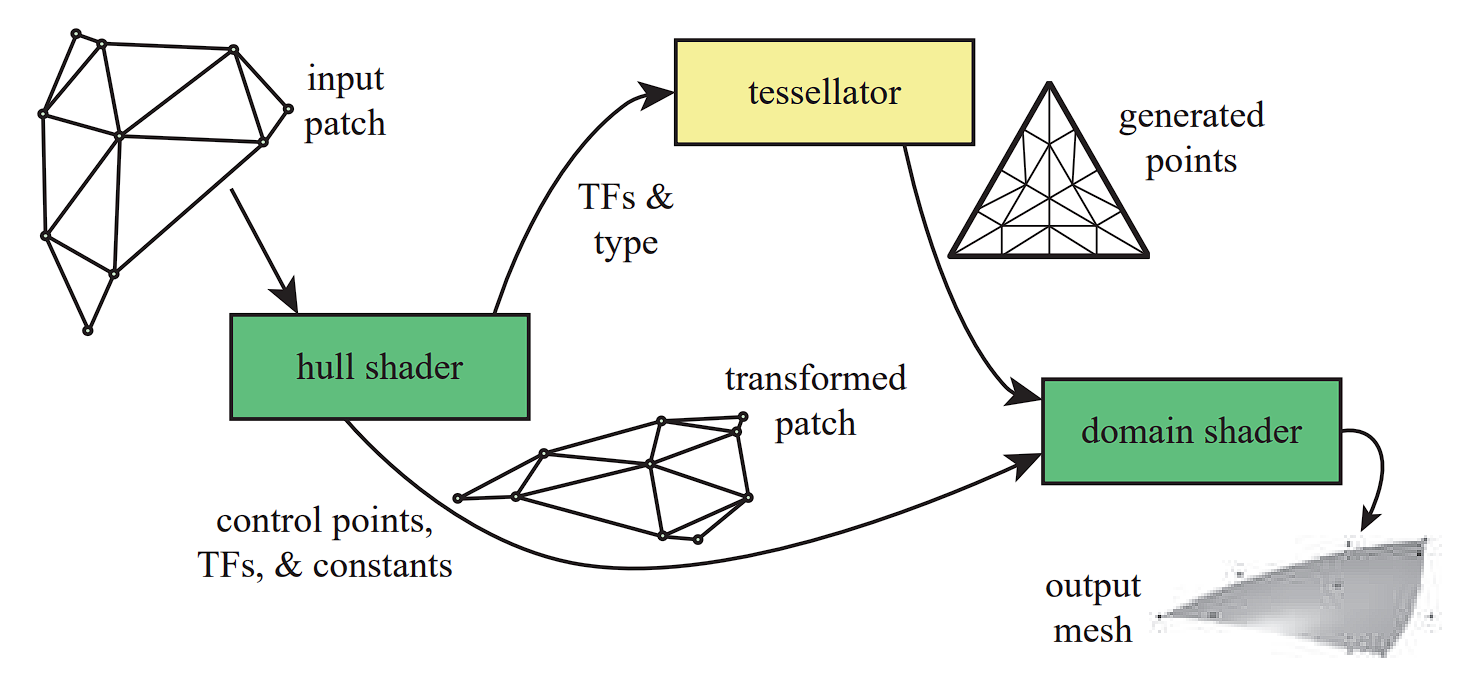 input
patch
tessellator
generated
points
TFs &
type
hull shader
transformed
patch
domain shader
control points,
TFs, & constants
output
mesh